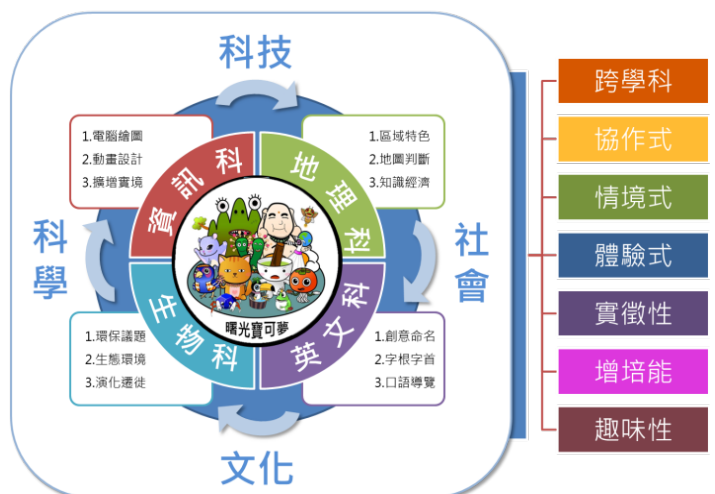 科技
1.電腦繪圖
2.動畫設計
3.擴增實境
1.區域特色
2.地圖判斷
3.知識經濟
資訊科
地理科
科學
社會
曙光寶可夢
生物科
英文科
1.環保議題
2.生態環境
3.演化遷徙
1.創意命名
2.字根字首
3.口語導覽
文化
跨學科
協作式
情境式
體驗式
實徵性
增培能
趣味性